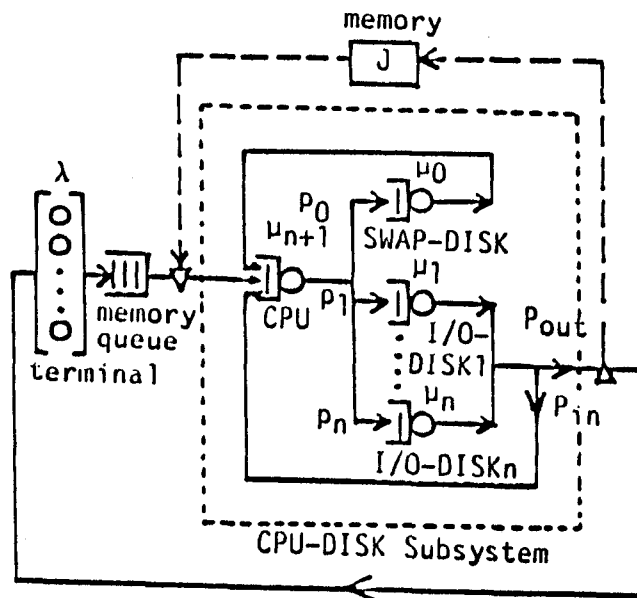 memory
J
λ
μ0
p0
μn+1
SWAP-DISK
μ1
p1
CPU
I/O-
DISK1
Pout
memory
queue
terminal
μn
Pin
pn
I/O-DISKn
CPU-DISK Subsystem